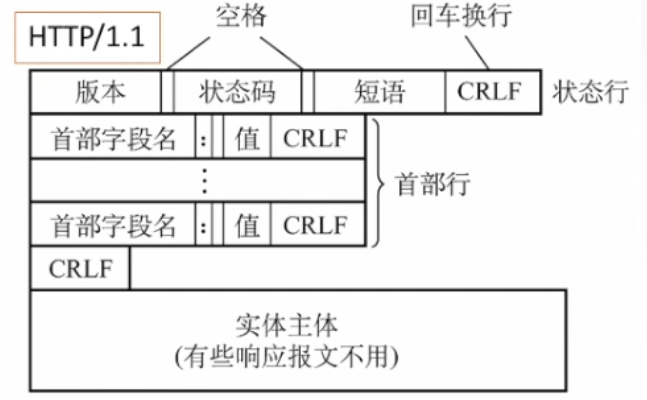 空格
回车换行
HTTP/1.1
版本 状态码 短语 CRLF 状态行
首部字段名 : 值 CRLF
⋮
首部行
首部字段名 : 值 CRLF
CRLF
实体主体
(有些响应报文不用)